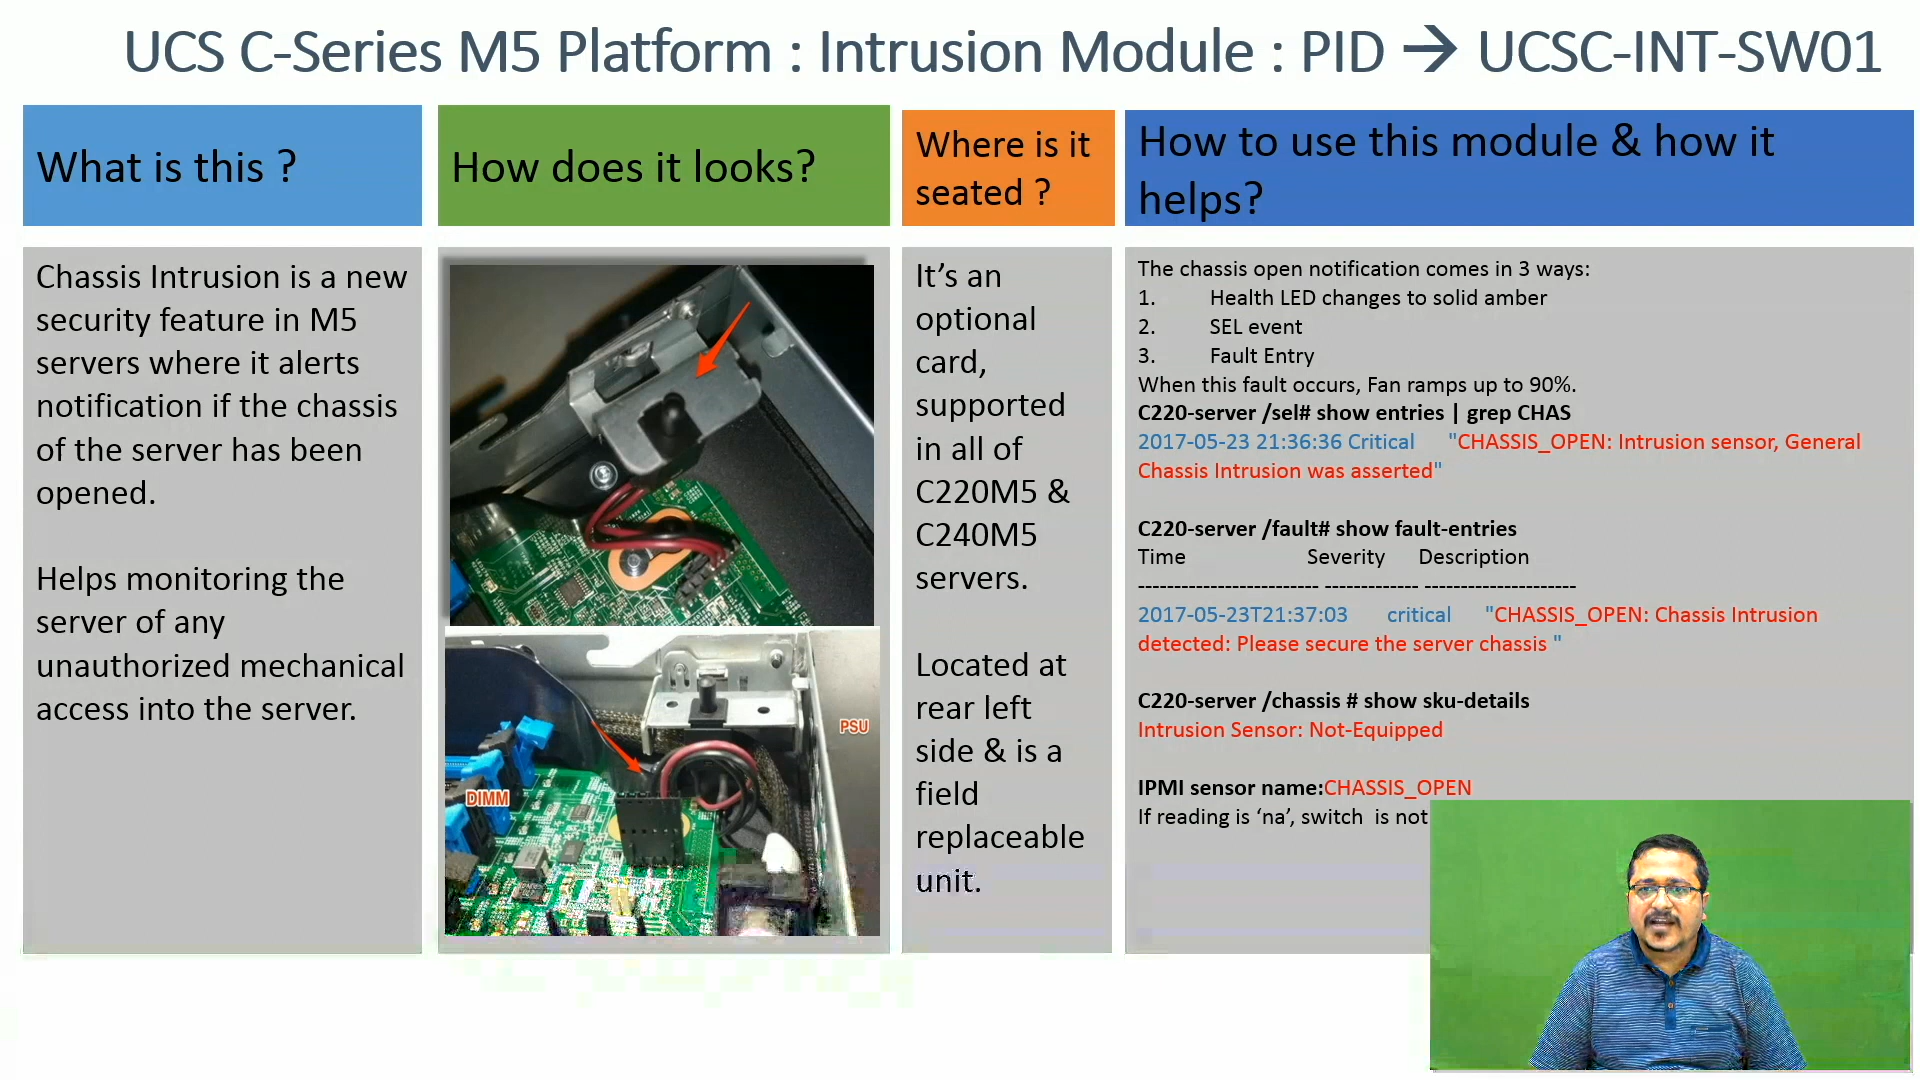 UCS C-Series M5 Platform : Intrusion Module : PID → UCSC-INT-SW01
What is this ?
Chassis Intrusion is a new
security feature in M5
servers where it alerts
notification if the chassis
of the server has been
opened.
Helps monitoring the
server of any
unauthorized mechanical
access into the server.
How does it looks?
PSU
DIMM
Where is it
seated ?
It’s an
optional
card,
supported
in all of
C220M5 &
C240M5
servers.
Located at
rear left
side & is a
field
replaceable
unit.
How to use this module & how it
helps?
The chassis open notification comes in 3 ways:
1. Health LED changes to solid amber
2. SEL event
3. Fault Entry
When this fault occurs, Fan ramps up to 90%.
C220-server /sel# show entries | grep CHAS
2017-05-23 21:36:36 Critical "CHASSIS_OPEN: Intrusion sensor, General
Chassis Intrusion was asserted"
C220-server /fault# show fault-entries
Time Severity Description
------------------------ ------------- ---------------------
2017-05-23T21:37:03 critical "CHASSIS_OPEN: Chassis Intrusion
detected: Please secure the server chassis "
C220-server /chassis # show sku-details
Intrusion Sensor: Not-Equipped
IPMI sensor name:CHASSIS_OPEN
If reading is ‘na’, switch is not